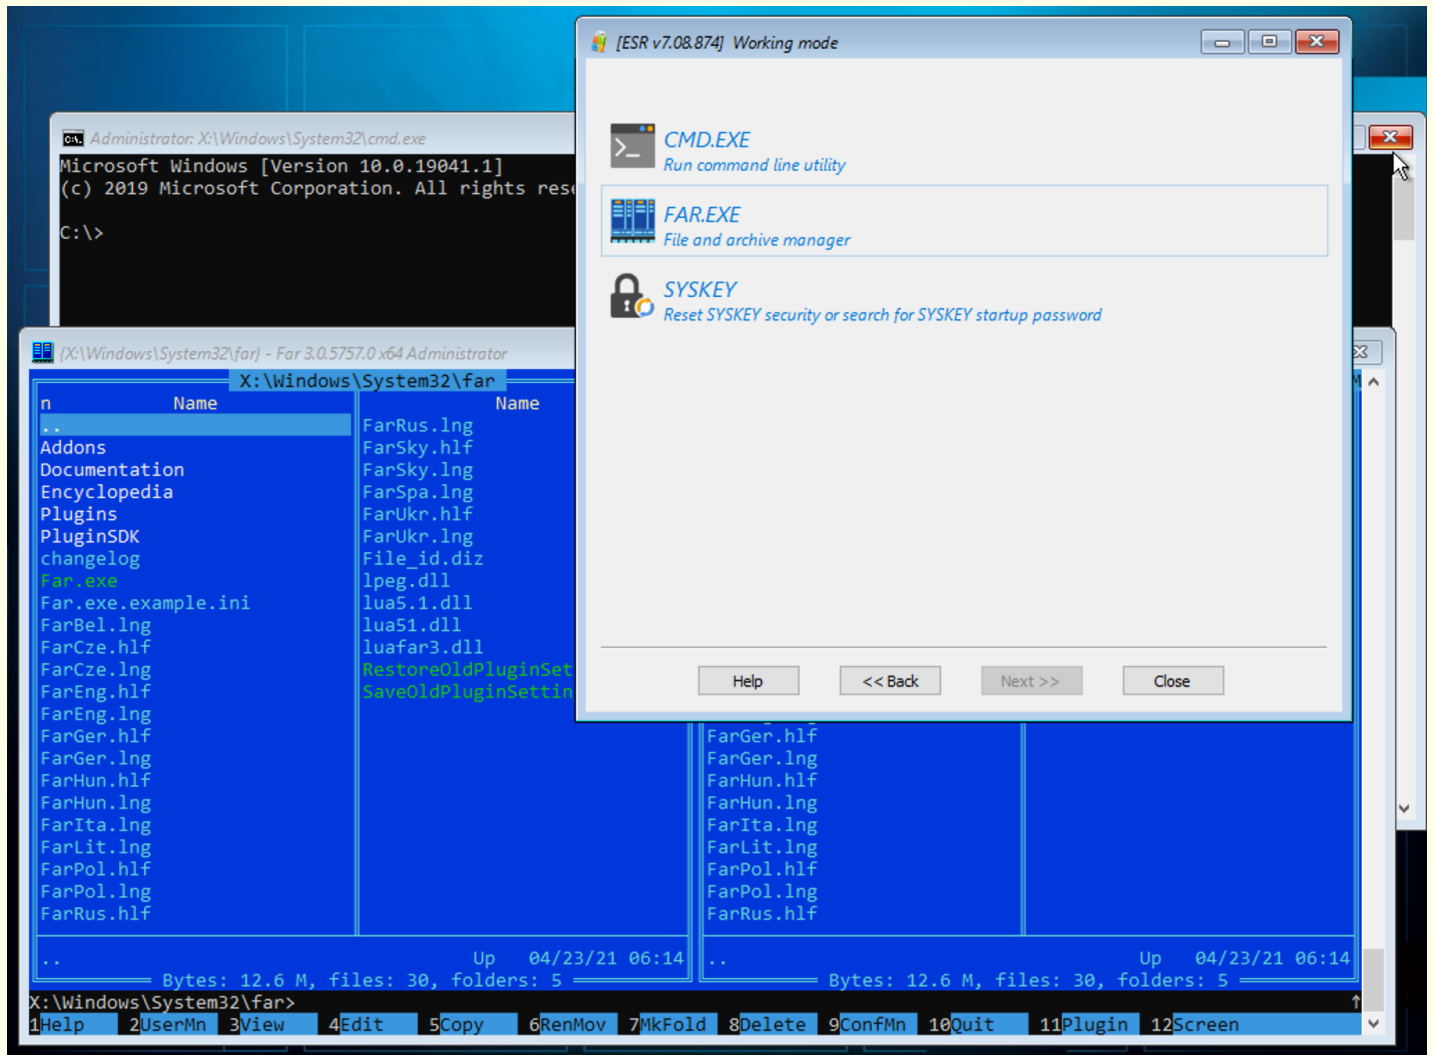 [ESR v7.08.874] Working mode
CMD.EXE
Run command line utility
FAR.EXE
File and archive manager
SYSKEY
Reset SYSKEY security or search for SYSKEY startup password
Help
<< Back
Next >>
Close
Administrator: X:\Windows\System32\cmd.exe
Microsoft Windows [Version 10.0.19041.1]
(c) 2019 Microsoft Corporation. All rights rese
C:\>
{X:\Windows\System32\far} - Far 3.0.5757.0 x64 Administrator
X:\Windows\System32\far
n Name Name
.. FarRus.lng
Addons FarSky.hlf
Documentation FarSky.lng
Encyclopedia FarSpa.lng
Plugins FarUkr.hlf
PluginSDK FarUkr.lng
changelog File_id.diz
Far.exe lpeg.dll
Far.exe.example.ini lua5.1.dll
FarBel.lng lua51.dll
FarCze.hlf luafar3.dll
FarCze.lng RestoreOldPluginSet
FarEng.hlf SaveOldPluginSettin
FarEng.lng
FarGer.hlf FarGer.hlf
FarGer.lng FarGer.lng
FarHun.hlf FarHun.hlf
FarHun.lng FarHun.lng
FarIta.lng FarIta.lng
FarLit.lng FarLit.lng
FarPol.hlf FarPol.hlf
FarPol.lng FarPol.lng
FarRus.hlf FarRus.hlf
.. Up 04/23/21 06:14 .. Up 04/23/21 06:14
Bytes: 12.6 M, files: 30, folders: 5 Bytes: 12.6 M, files: 30, folders: 5
X:\Windows\System32\far>
1Help 2UserMn 3View 4Edit 5Copy 6RenMov 7MkFold 8Delete 9ConfMn 10Quit 11Plugin 12Screen